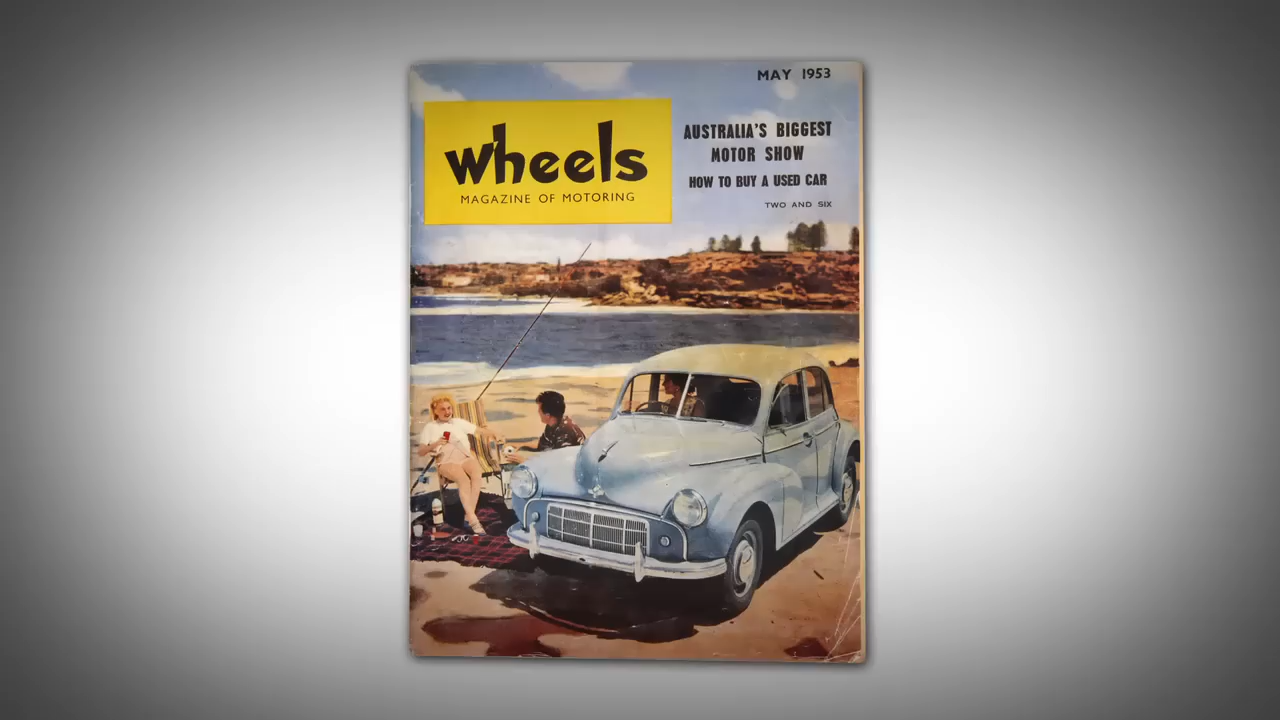 MAY 1953
wheels
MAGAZINE OF MOTORING
AUSTRALIA'S BIGGEST
MOTOR SHOW
HOW TO BUY A USED CAR
TWO AND SIX